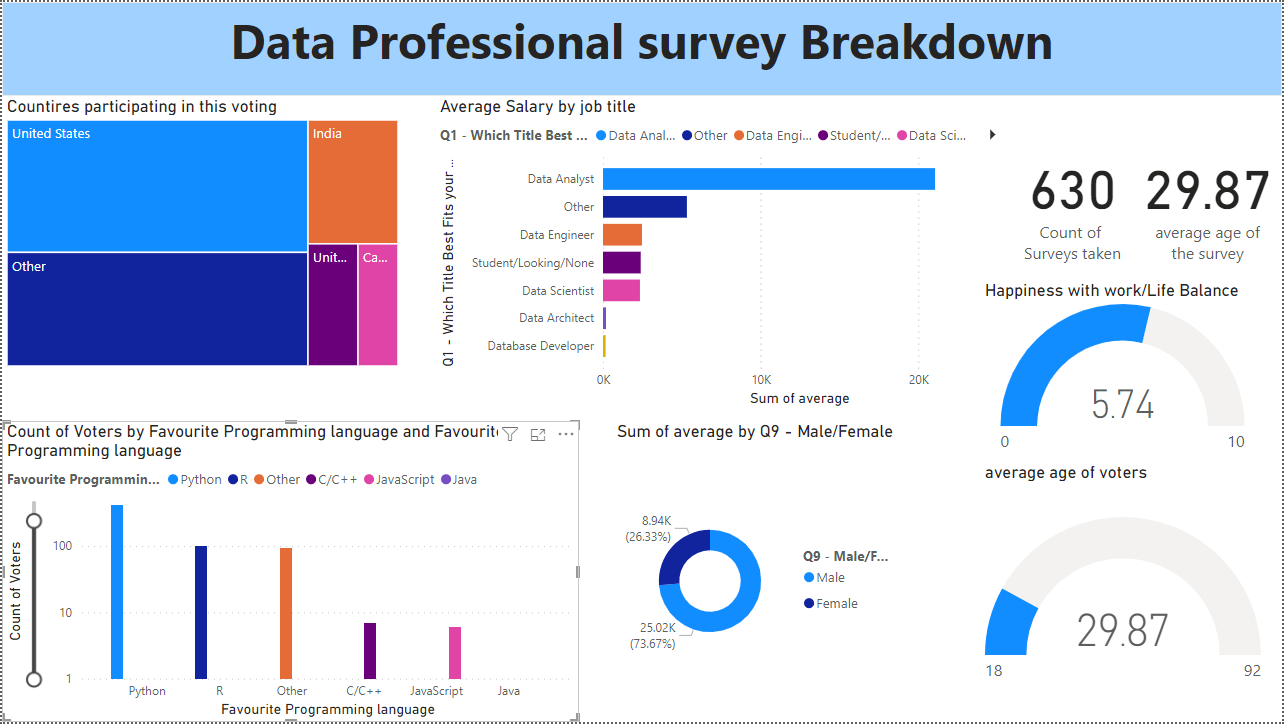 Data Professional survey Breakdown
Countires participating in this voting
United States
India
Other
Unit...
Ca...
Average Salary by job title
Q1 - Which Title Best ...
Data Anal...
Other
Data Engi...
Student/...
Data Sci...
Q1 - Which Title Best Fits your ...
Data Analyst
Other
Data Engineer
Student/Looking/None
Data Scientist
Data Architect
Database Developer
0K
10K
20K
Sum of average
630
Count of
Surveys taken
29.87
average age of
the survey
Happiness with work/Life Balance
5.74
0
10
Count of Voters by Favourite Programming language and Favourit
Programming language
Favourite Programmin...
Python
R
Other
C/C++
JavaScript
Java
Count of Voters
100
10
1
Python
R
Other
C/C++
JavaScript
Java
Favourite Programming language
Sum of average by Q9 - Male/Female
8.94K
(26.33%)
25.02K
(73.67%)
Q9 - Male/F...
Male
Female
average age of voters
29.87
18
92